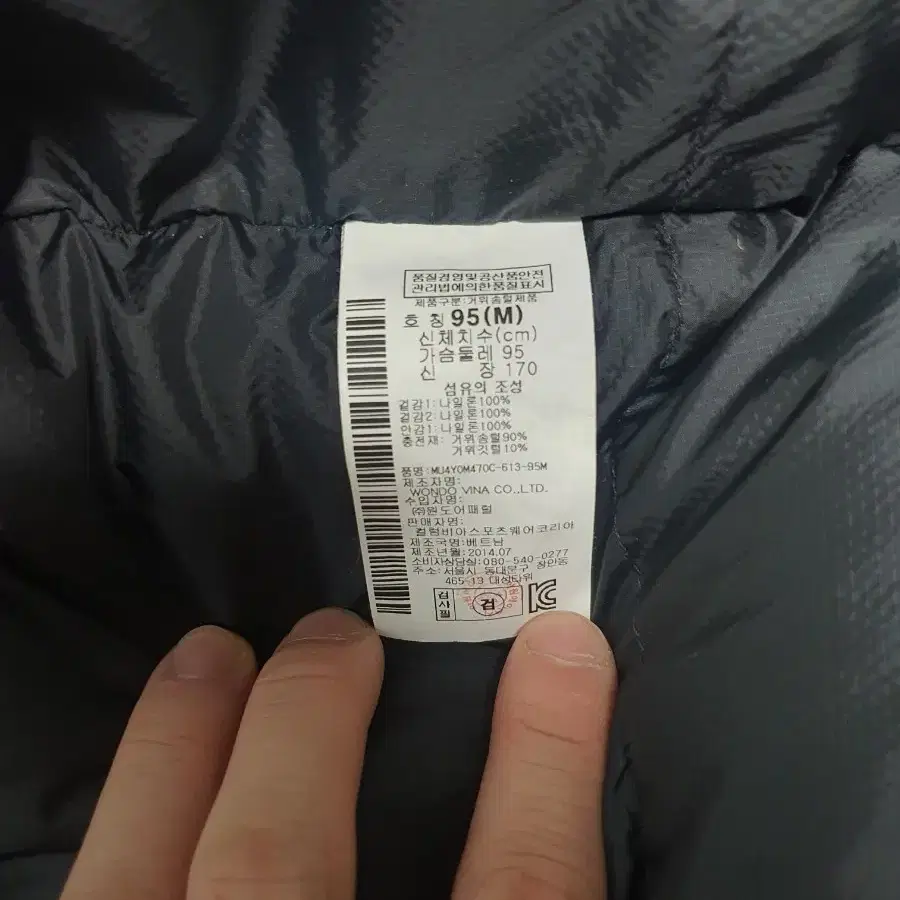 품질경영및공산품안전
관리법에의한품질표시
제품구분:거위솜털제품
호 칭 95(M)
신체치수(cm)
가슴둘레 95
신 장 170
섬유의 조성
겉감1: 나일론100%
겉감2: 나일론100%
안감1: 나일론100%
충전재: 거위솜털90%
거위깃털10%
품명: MU4YOM470C-613-95M
제조자명:
WONDO VINA CO.,LTD.
수입자명:
㈜원도어패럴
판매자명:
컬럼비아스포츠웨어코리아
제조국명:베트남
제조년월:2014.07
소비자상담실:080-540-0277
주소: 서울시 동대문구 장안동
465-13 대성타워
검사필
검